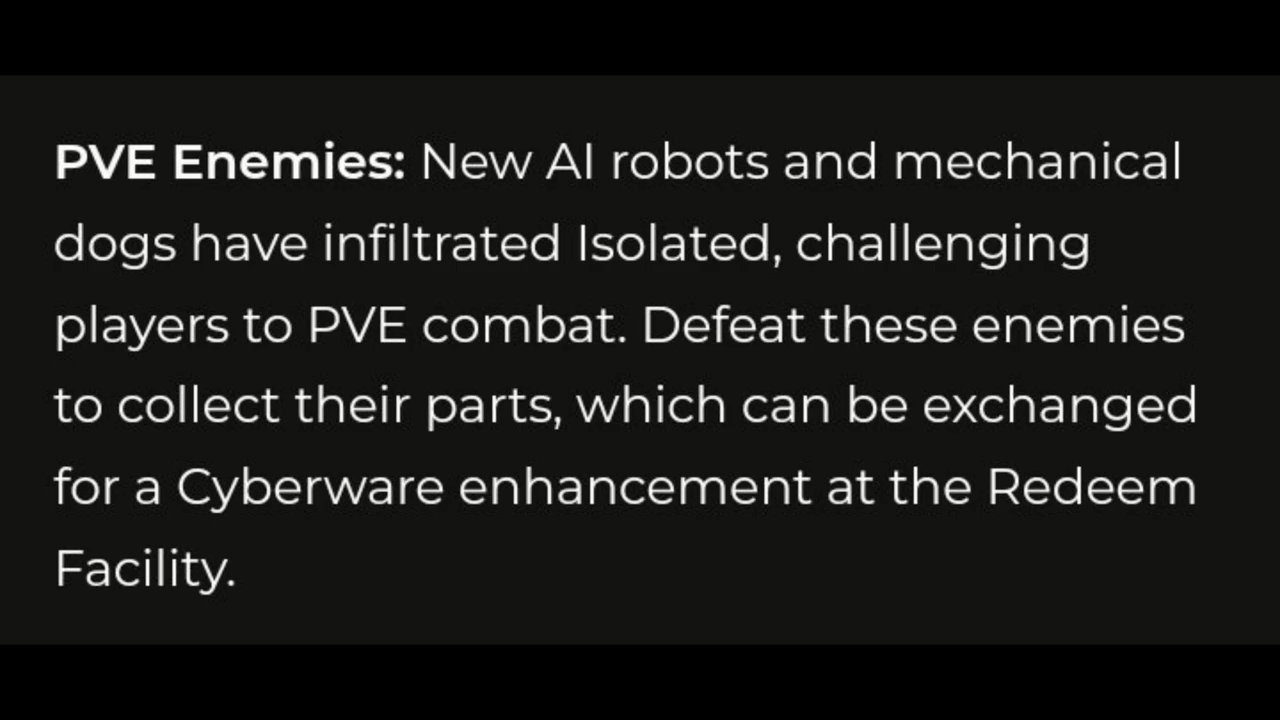 PVE Enemies: New AI robots and mechanical
dogs have infiltrated Isolated, challenging
players to PVE combat. Defeat these enemies
to collect their parts, which can be exchanged
for a Cyberware enhancement at the Redeem
Facility.